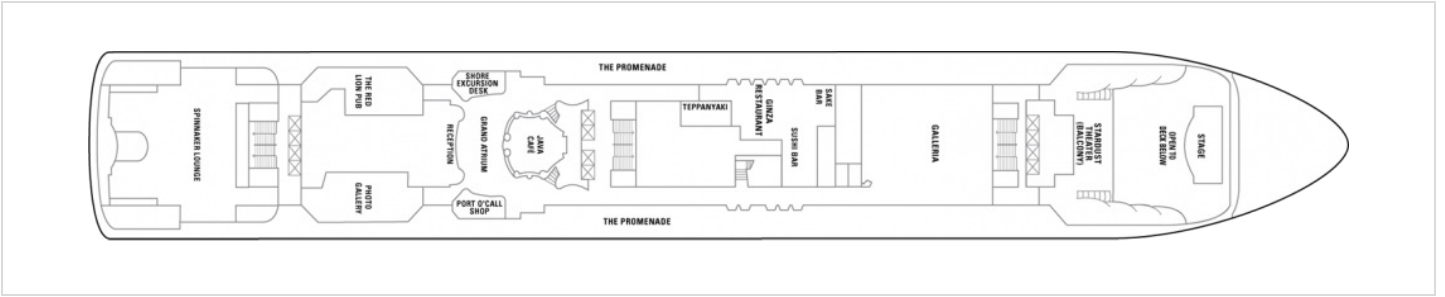 SPINNAKER LOUNGE
THE RED
LION PUB
PHOTO
GALLERY
RECEPTION
SHORE
EXCURSION
DESK
GRAND ATRIUM
PORT O'CALL
SHOP
JAVA
CAFÉ
THE PROMENADE
THE PROMENADE
TEPPANYAKI
GINZA
RESTAURANT
SUSHI BAR
SAKE
BAR
GALLERIA
STARDUST
THEATER
(BALCONY)
OPEN TO
DECK BELOW
STAGE